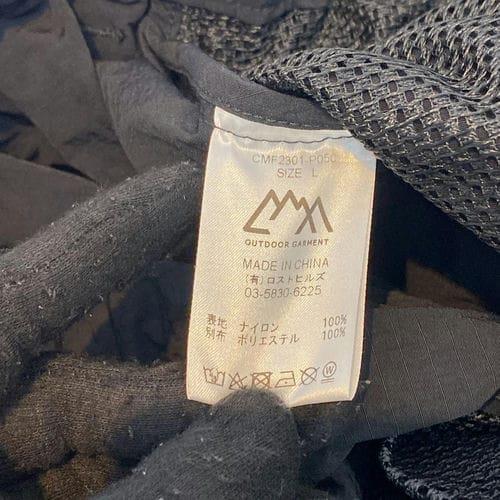 CMF2301-P05C
SIZE L
OUTDOOR GARMENT
MADE IN CHINA
(有)ロストヒルズ
03-5830-6225
表地 ナイロン 100%
別布 ポリエステル 100%